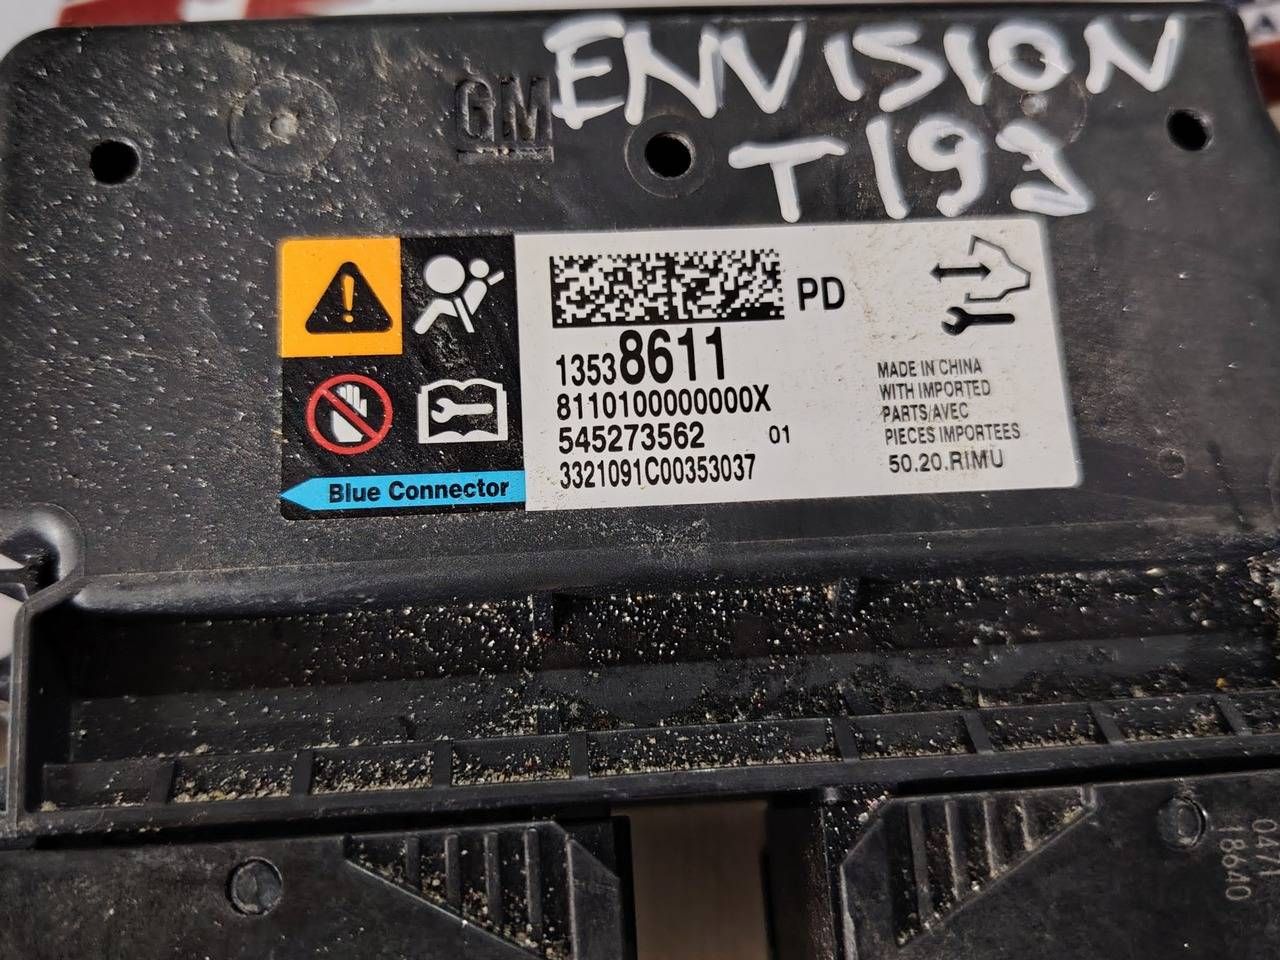 GM
ENVISION
T193
PD
13538611
8110100000000X
545273562 01
3321091C00353037
MADE IN CHINA
WITH IMPORTED
PARTS/AVEC
PIECES IMPORTEES
50.20.RIMU
Blue Connector
18640